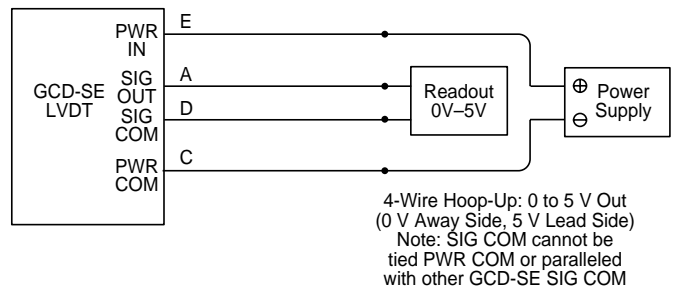 E
PWR
IN
GCD-SE
LVDT
SIG
OUT
A
SIG
COM
D
PWR
COM
C
Readout
0V–5V
⊕ Power
⊖ Supply
4-Wire Hoop-Up: 0 to 5 V Out
(0 V Away Side, 5 V Lead Side)
Note: SIG COM cannot be
tied PWR COM or paralleled
with other GCD-SE SIG COM